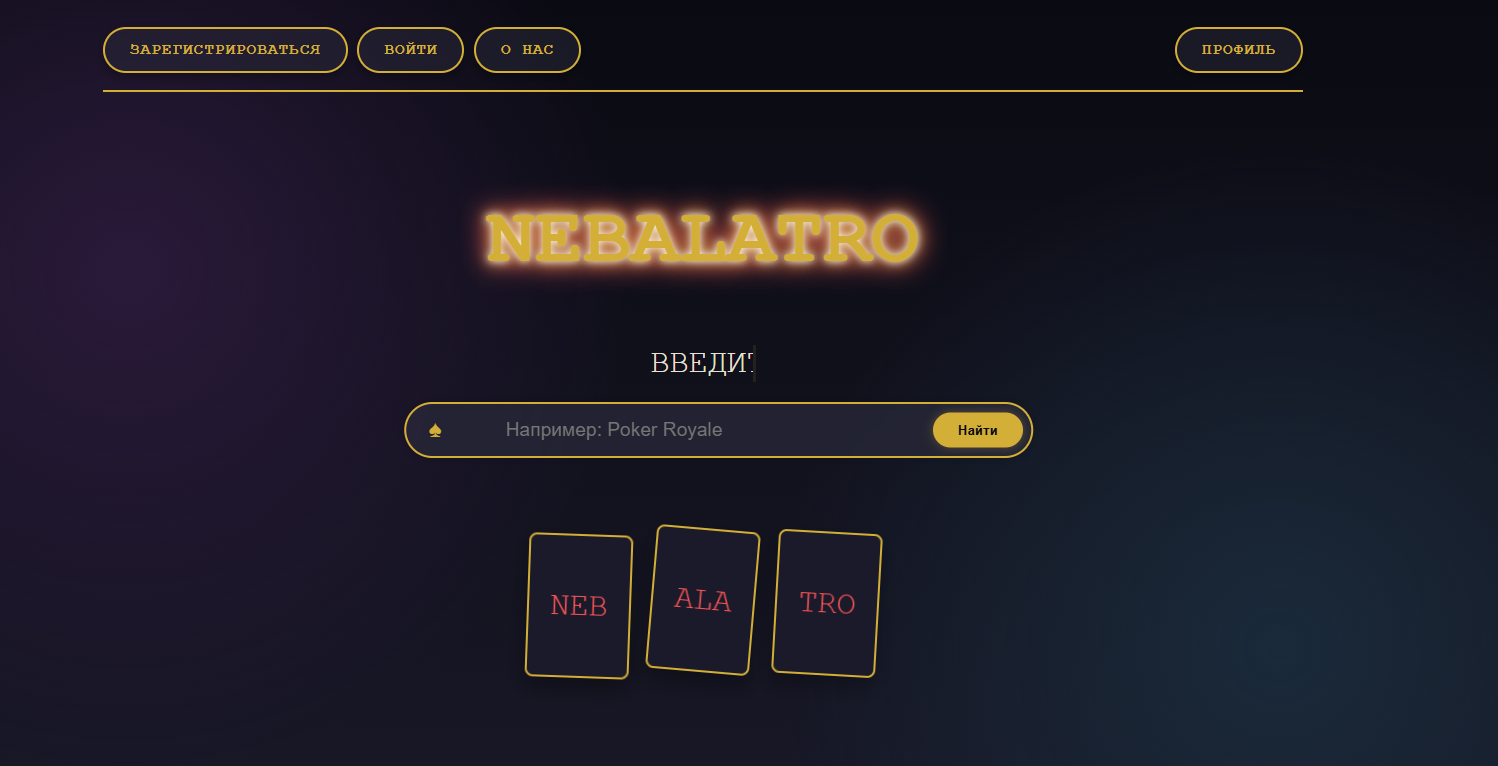 ЗАРЕГИСТРИРОВАТЬСЯ ВОЙТИ О НАС ПРОФИЛЬ
NEBALATRO
ВВЕДИТ
♠ Например: Poker Royale Найти
NEB ALA TRO